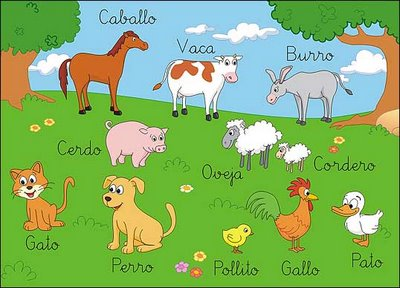 Caballo
Vaca
Burro
Cerdo
Oveja
Cordero
Gato
Perro
Pollito
Gallo
Pato